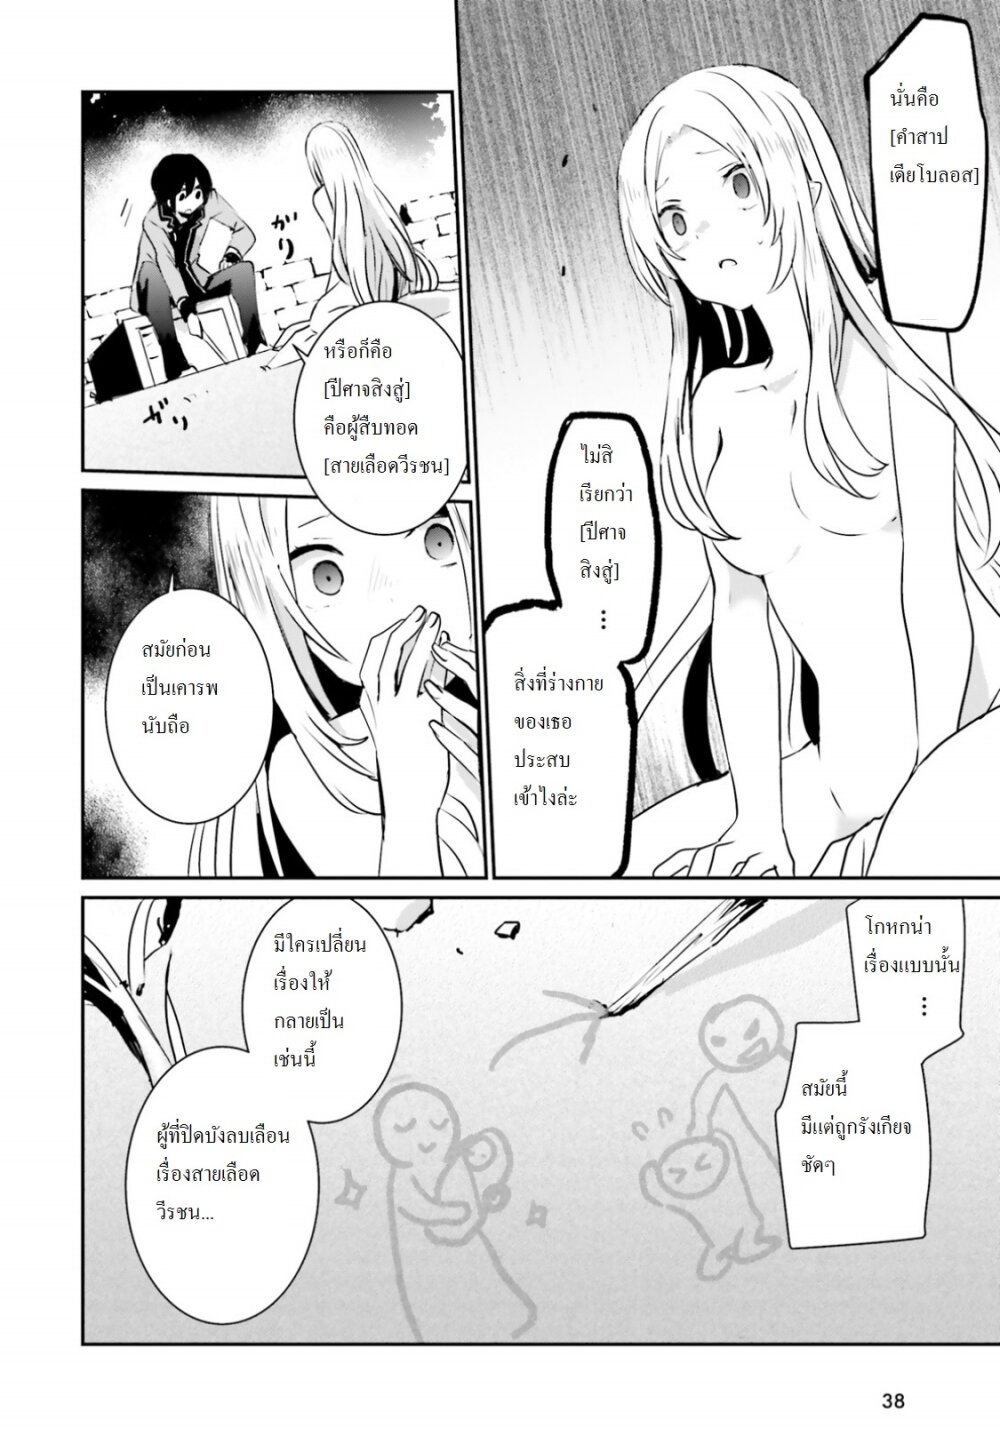 นั่นคือ
[คำสาป
เดียโบลอส]
ไม่สิ
เรียกว่า
[ปีศาจ
สิงสู่]
...
สิ่งที่ร่างกาย
ของเธอ
ประสบ
เข้าไงล่ะ
หรือก็คือ
[ปีศาจสิงสู่]
คือผู้สืบทอด
[สายเลือดวีรชน]
がり
がり
สมัยก่อน
เป็นเคารพ
นับถือ
โกหกน่า
เรื่องแบบนั้น
...
สมัยนี้
มีแต่ถูกรังเกียจ
ชัดๆ
มีใครเปลี่ยน
เรื่องให้
กลายเป็น
เช่นนี้
ผู้ที่ปิดบังลบเลือน
เรื่องสายเลือด
วีรชน...
38